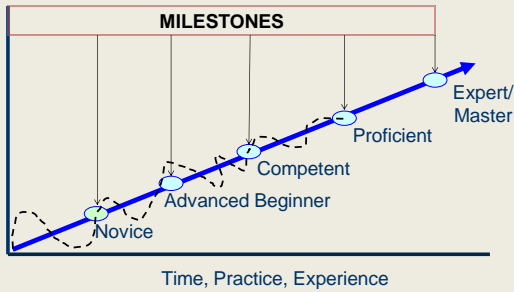 MILESTONES
Expert/
Master
Proficient
Competent
Advanced Beginner
Novice
Time, Practice, Experience